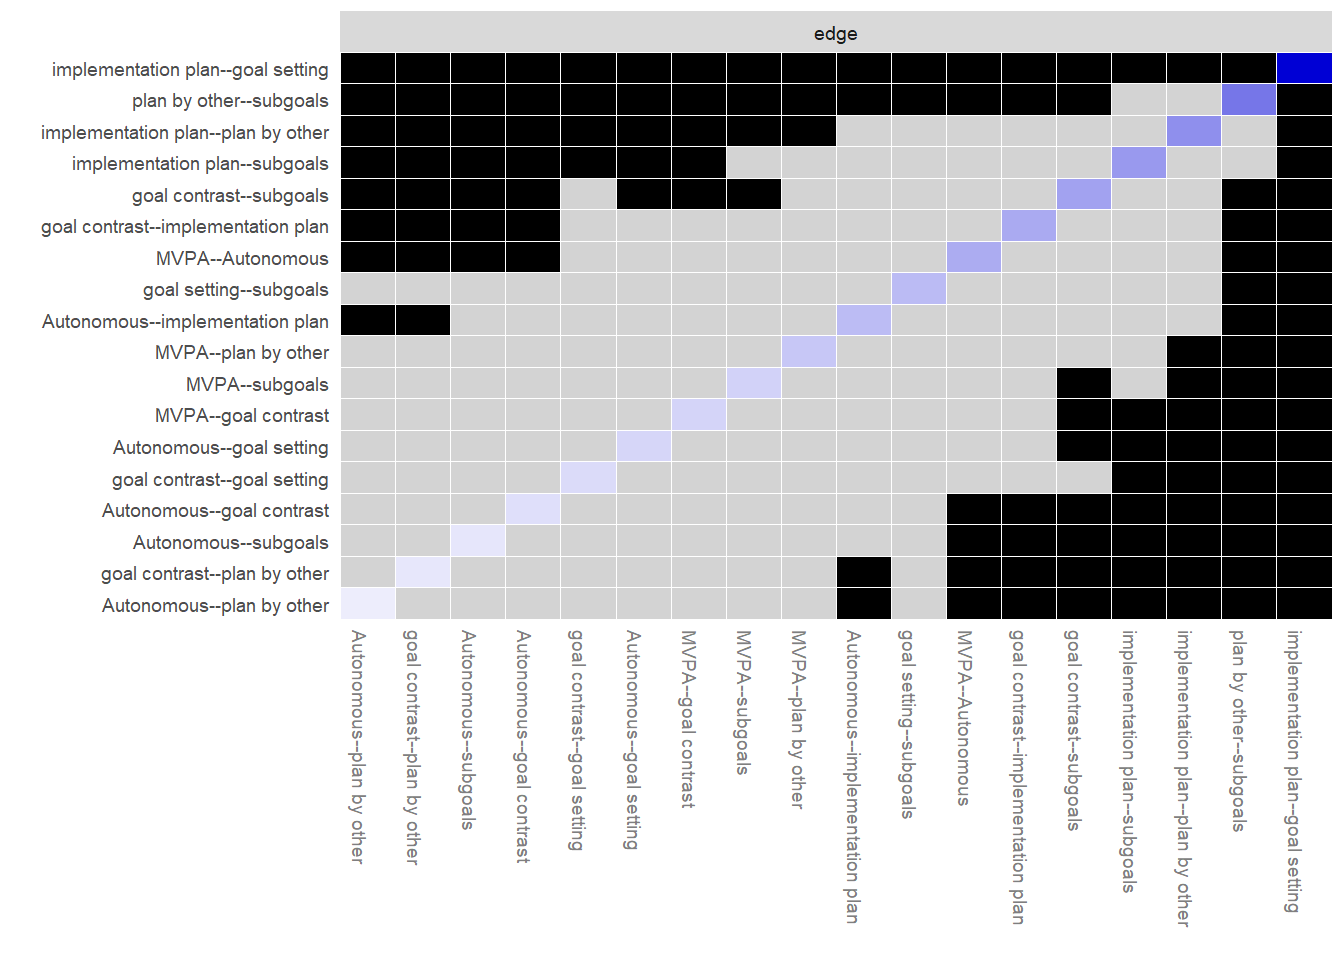 edge
implementation plan--goal setting
plan by other--subgoals
implementation plan--plan by other
implementation plan--subgoals
goal contrast--subgoals
goal contrast--implementation plan
MVPA--Autonomous
goal setting--subgoals
Autonomous--implementation plan
MVPA--plan by other
MVPA--subgoals
MVPA--goal contrast
Autonomous--goal setting
goal contrast--goal setting
Autonomous--goal contrast
Autonomous--subgoals
goal contrast--plan by other
Autonomous--plan by other
Autonomous--plan by other
goal contrast--plan by other
Autonomous--subgoals
Autonomous--goal contrast
goal contrast--goal setting
Autonomous--goal setting
MVPA--goal contrast
MVPA--subgoals
MVPA--plan by other
Autonomous--implementation plan
goal setting--subgoals
MVPA--Autonomous
goal contrast--implementation plan
goal contrast--subgoals
implementation plan--subgoals
implementation plan--plan by other
plan by other--subgoals
implementation plan--goal setting